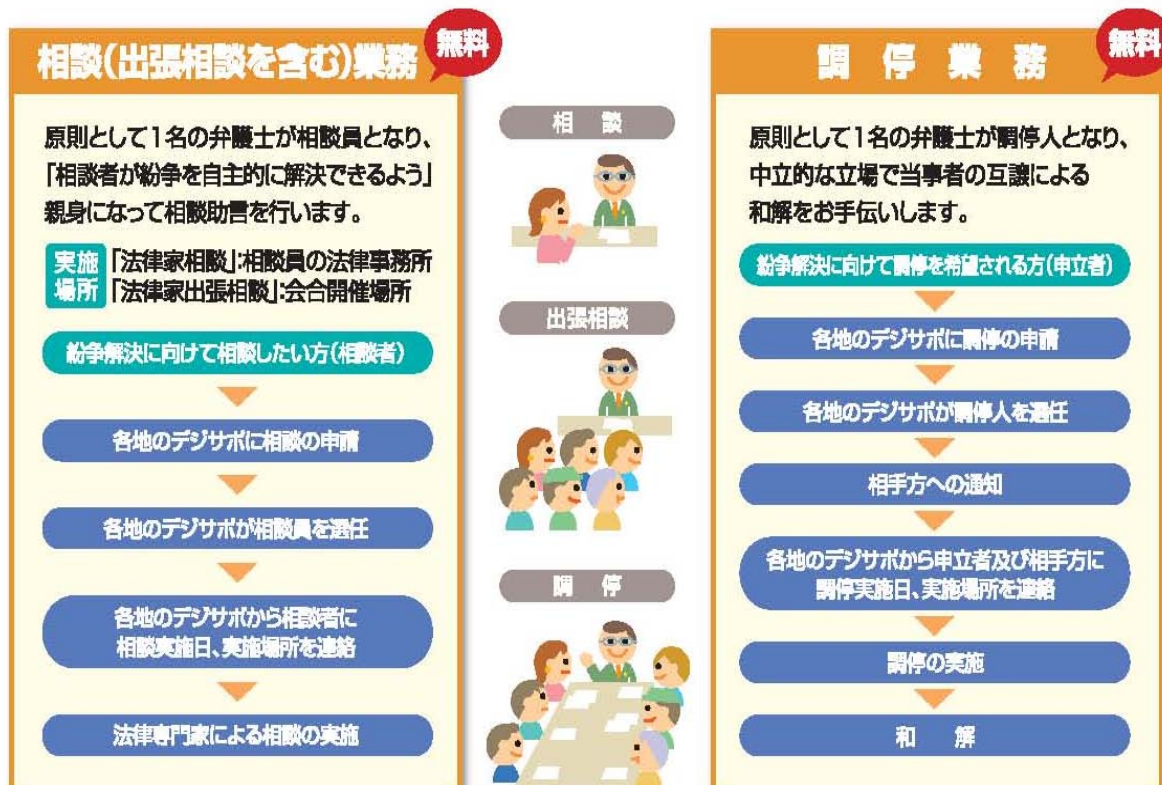 相談(出張相談を含む)業務
無料
原則として1名の弁護士が相談員となり、
「相談者が紛争を自主的に解決できるよう」
親身になって相談助言を行います。
実施
場所
「法律家相談」:相談員の法律事務所
「法律家出張相談」:会合開催場所
紛争解決に向けて相談したい方(相談者)
各地のデジサポに相談の申請
各地のデジサポが相談員を選任
各地のデジサポから相談者に
相談実施日、実施場所を連絡
法律専門家による相談の実施
相 談
出張相談
調 停
調 停 業 務
無料
原則として1名の弁護士が調停人となり、
中立的な立場で当事者の互譲による
和解をお手伝いします。
紛争解決に向けて調停を希望される方(申立者)
各地のデジサポに調停の申請
各地のデジサポが調停人を選任
相手方への通知
各地のデジサポから申立者及び相手方に
調停実施日、実施場所を連絡
調停の実施
和 解